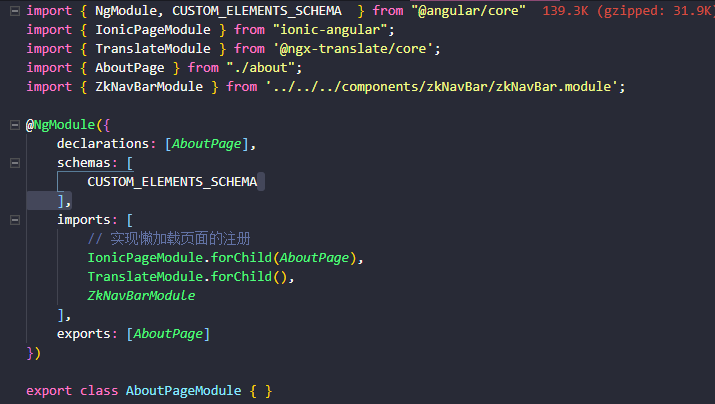 import { NgModule, CUSTOM_ELEMENTS_SCHEMA  } from "@angular/core"  139.3K (gzipped: 31.9K)
import { IonicPageModule } from "ionic-angular";
import { TranslateModule } from '@ngx-translate/core';
import { AboutPage } from "./about";
import { ZkNavBarModule } from '../../../components/zkNavBar/zkNavBar.module';

@NgModule({
    declarations: [AboutPage],
    schemas: [
        CUSTOM_ELEMENTS_SCHEMA
    ],
    imports: [
        // 实现懒加载页面的注册
        IonicPageModule.forChild(AboutPage),
        TranslateModule.forChild(),
        ZkNavBarModule
    ],
    exports: [AboutPage]
})

export class AboutPageModule { }